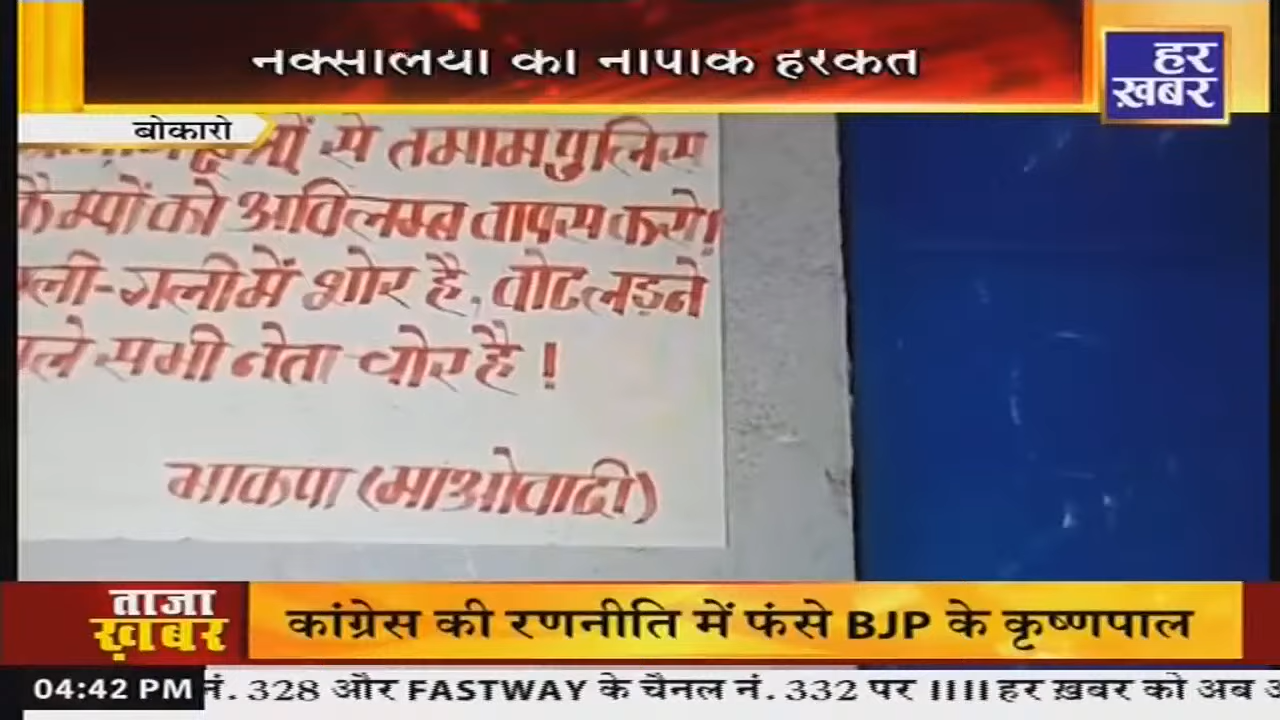 नक्सलियों की नापाक हरकत
हर
ख़बर
बोकारो
से तमाम पुलिस
कैम्पों को अविलम्ब वापस करो!
गली-गली में शोर है, वोट लड़ने
वाले सभी नेता चोर है !
भाकपा (माओवादी)
ताजा
ख़बर
कांग्रेस की रणनीति में फंसे BJP के कृष्णपाल
04:42 PM
नं. 328 और FASTWAY के चैनल नं. 332 पर IIII हर ख़बर को अब